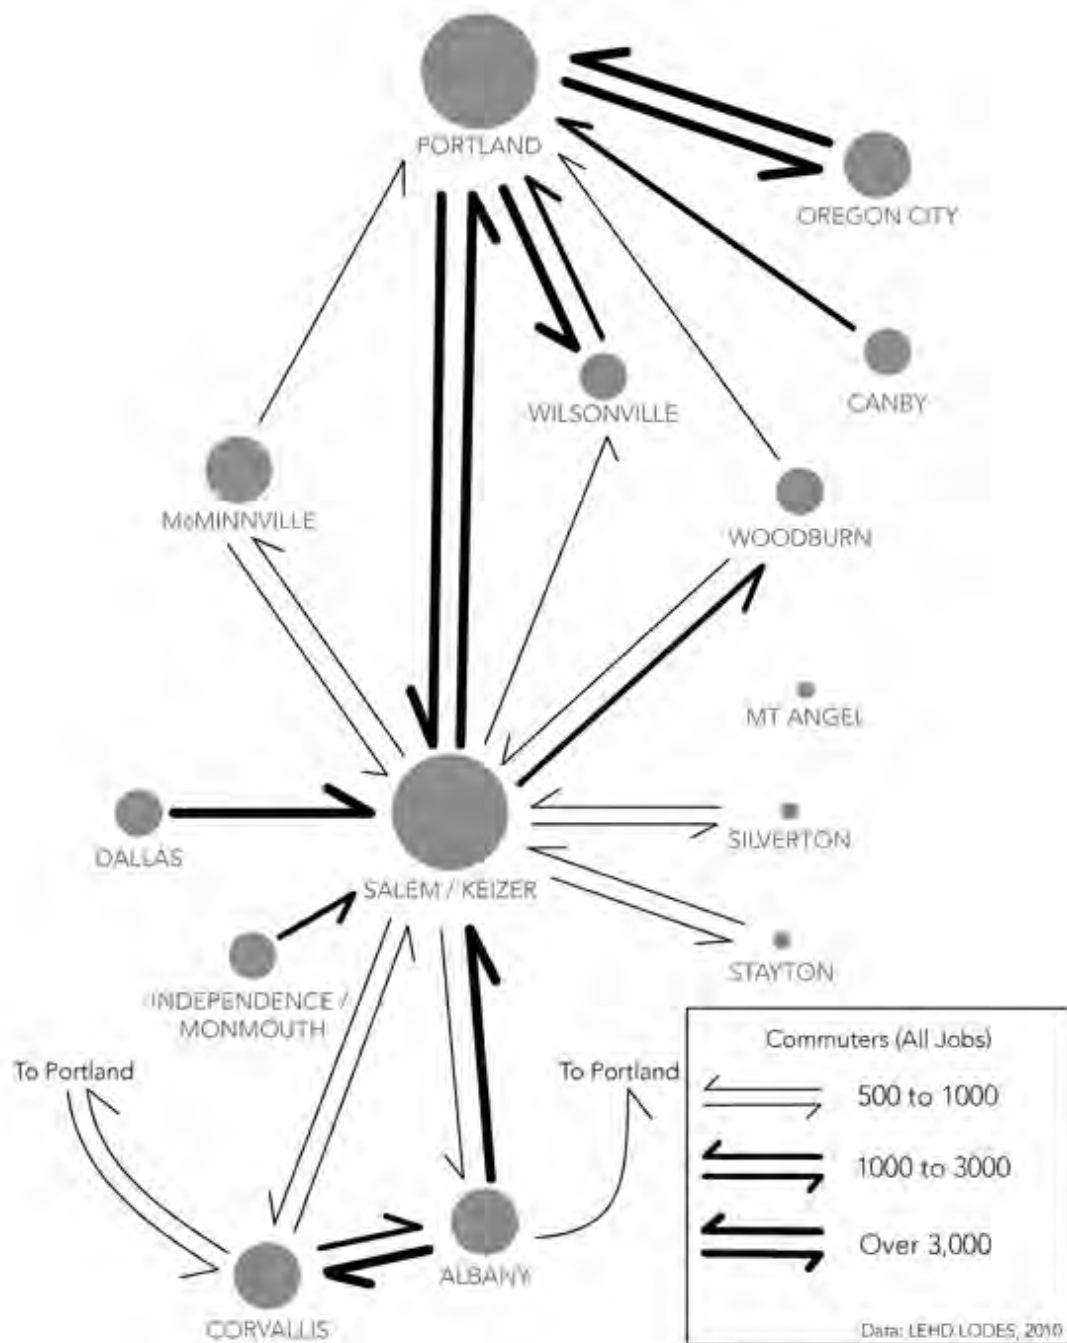 PORTLAND
OREGON CITY
WILSONVILLE
CANBY
McMINNVILLE
WOODBURN
MT ANGEL
DALLAS
SILVERTON
SALEM / KEIZER
STAYTON
INDEPENDENCE /
MONMOUTH
To Portland
To Portland
ALBANY
CORVALLIS
Commuters (All Jobs)
500 to 1000
1000 to 3000
Over 3,000
Data: LEHD LODES, 2010